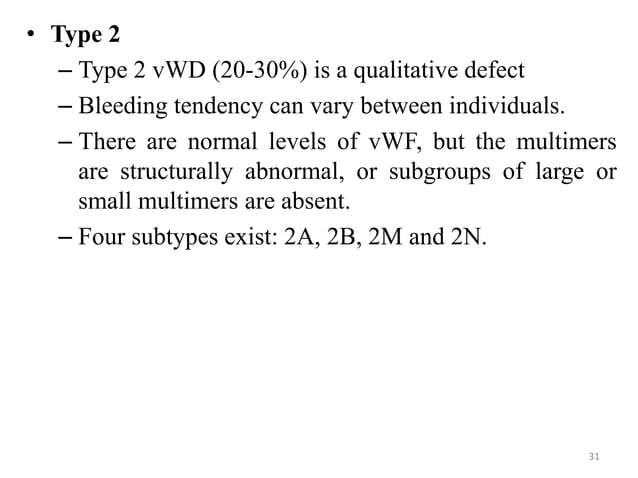 • Type 2
– Type 2 vWD (20-30%) is a qualitative defect
– Bleeding tendency can vary between individuals.
– There are normal levels of vWF, but the multimers
are structurally abnormal, or subgroups of large or
small multimers are absent.
– Four subtypes exist: 2A, 2B, 2M and 2N.
31